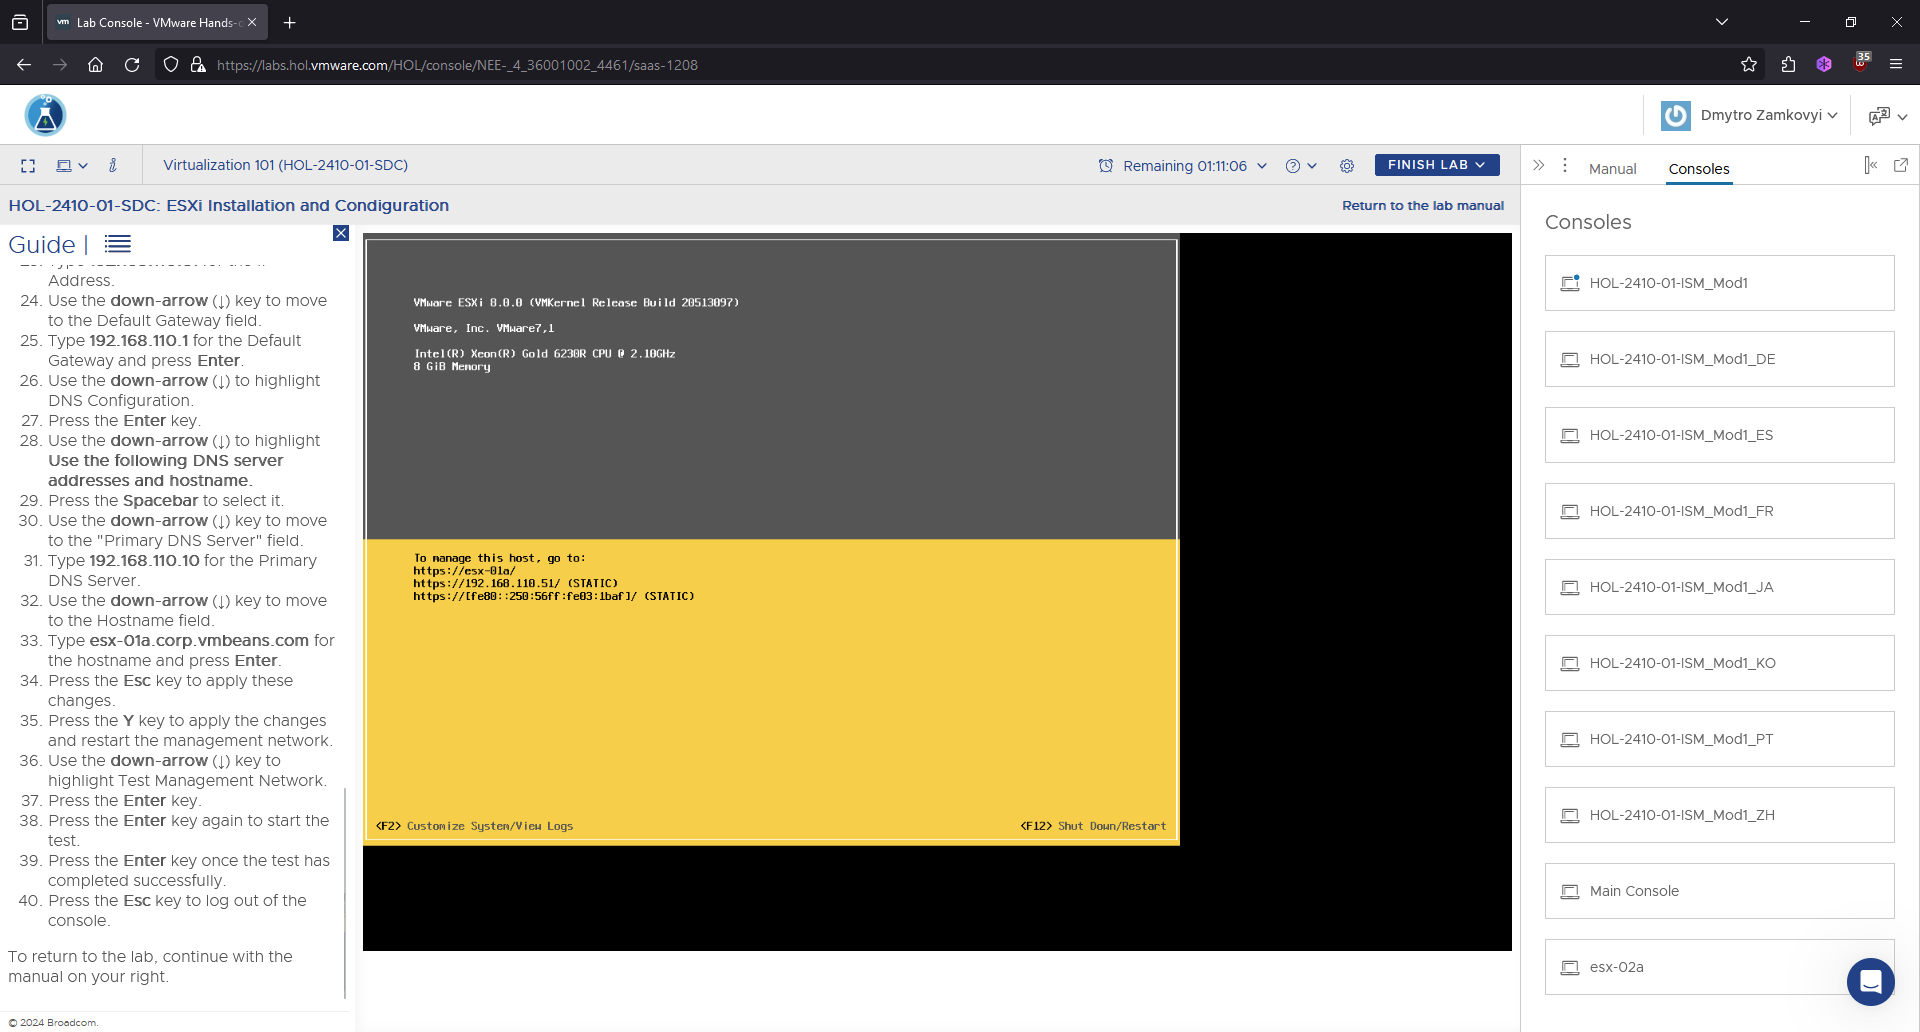 Lab Console - VMware Hands-o
https://labs.hol.vmware.com/HOL/console/NEE-_4_36001002_4461/saas-1208
35
Dmytro Zamkovyi
Virtualization 101 (HOL-2410-01-SDC)
Remaining 01:11:06
FINISH LAB
Manual
Consoles
HOL-2410-01-SDC: ESXi Installation and Condiguration
Return to the lab manual
Guide |
Address.
24. Use the down-arrow (↓) key to move
to the Default Gateway field.
25. Type 192.168.110.1 for the Default
Gateway and press Enter.
26. Use the down-arrow (↓) to highlight
DNS Configuration.
27. Press the Enter key.
28. Use the down-arrow (↓) to highlight
Use the following DNS server
addresses and hostname.
29. Press the Spacebar to select it.
30. Use the down-arrow (↓) key to move
to the "Primary DNS Server" field.
31. Type 192.168.110.10 for the Primary
DNS Server.
32. Use the down-arrow (↓) key to move
to the Hostname field.
33. Type esx-01a.corp.vmbeans.com for
the hostname and press Enter.
34. Press the Esc key to apply these
changes.
35. Press the Y key to apply the changes
and restart the management network.
36. Use the down-arrow (↓) key to
highlight Test Management Network.
37. Press the Enter key.
38. Press the Enter key again to start the
test.
39. Press the Enter key once the test has
completed successfully.
40. Press the Esc key to log out of the
console.
To return to the lab, continue with the
manual on your right.
© 2024 Broadcom.
VMware ESXi 8.0.0 (VMKernel Release Build 20513097)
VMware, Inc. VMware7,1
Intel(R) Xeon(R) Gold 6230R CPU @ 2.10GHz
8 GiB Memory
To manage this host, go to:
https://esx-01a/
https://192.168.110.51/ (STATIC)
https://[fe80::250:56ff:fe03:1baf]/ (STATIC)
<F2> Customize System/View Logs
<F12> Shut Down/Restart
Consoles
HOL-2410-01-ISM_Mod1
HOL-2410-01-ISM_Mod1_DE
HOL-2410-01-ISM_Mod1_ES
HOL-2410-01-ISM_Mod1_FR
HOL-2410-01-ISM_Mod1_JA
HOL-2410-01-ISM_Mod1_KO
HOL-2410-01-ISM_Mod1_PT
HOL-2410-01-ISM_Mod1_ZH
Main Console
esx-02a